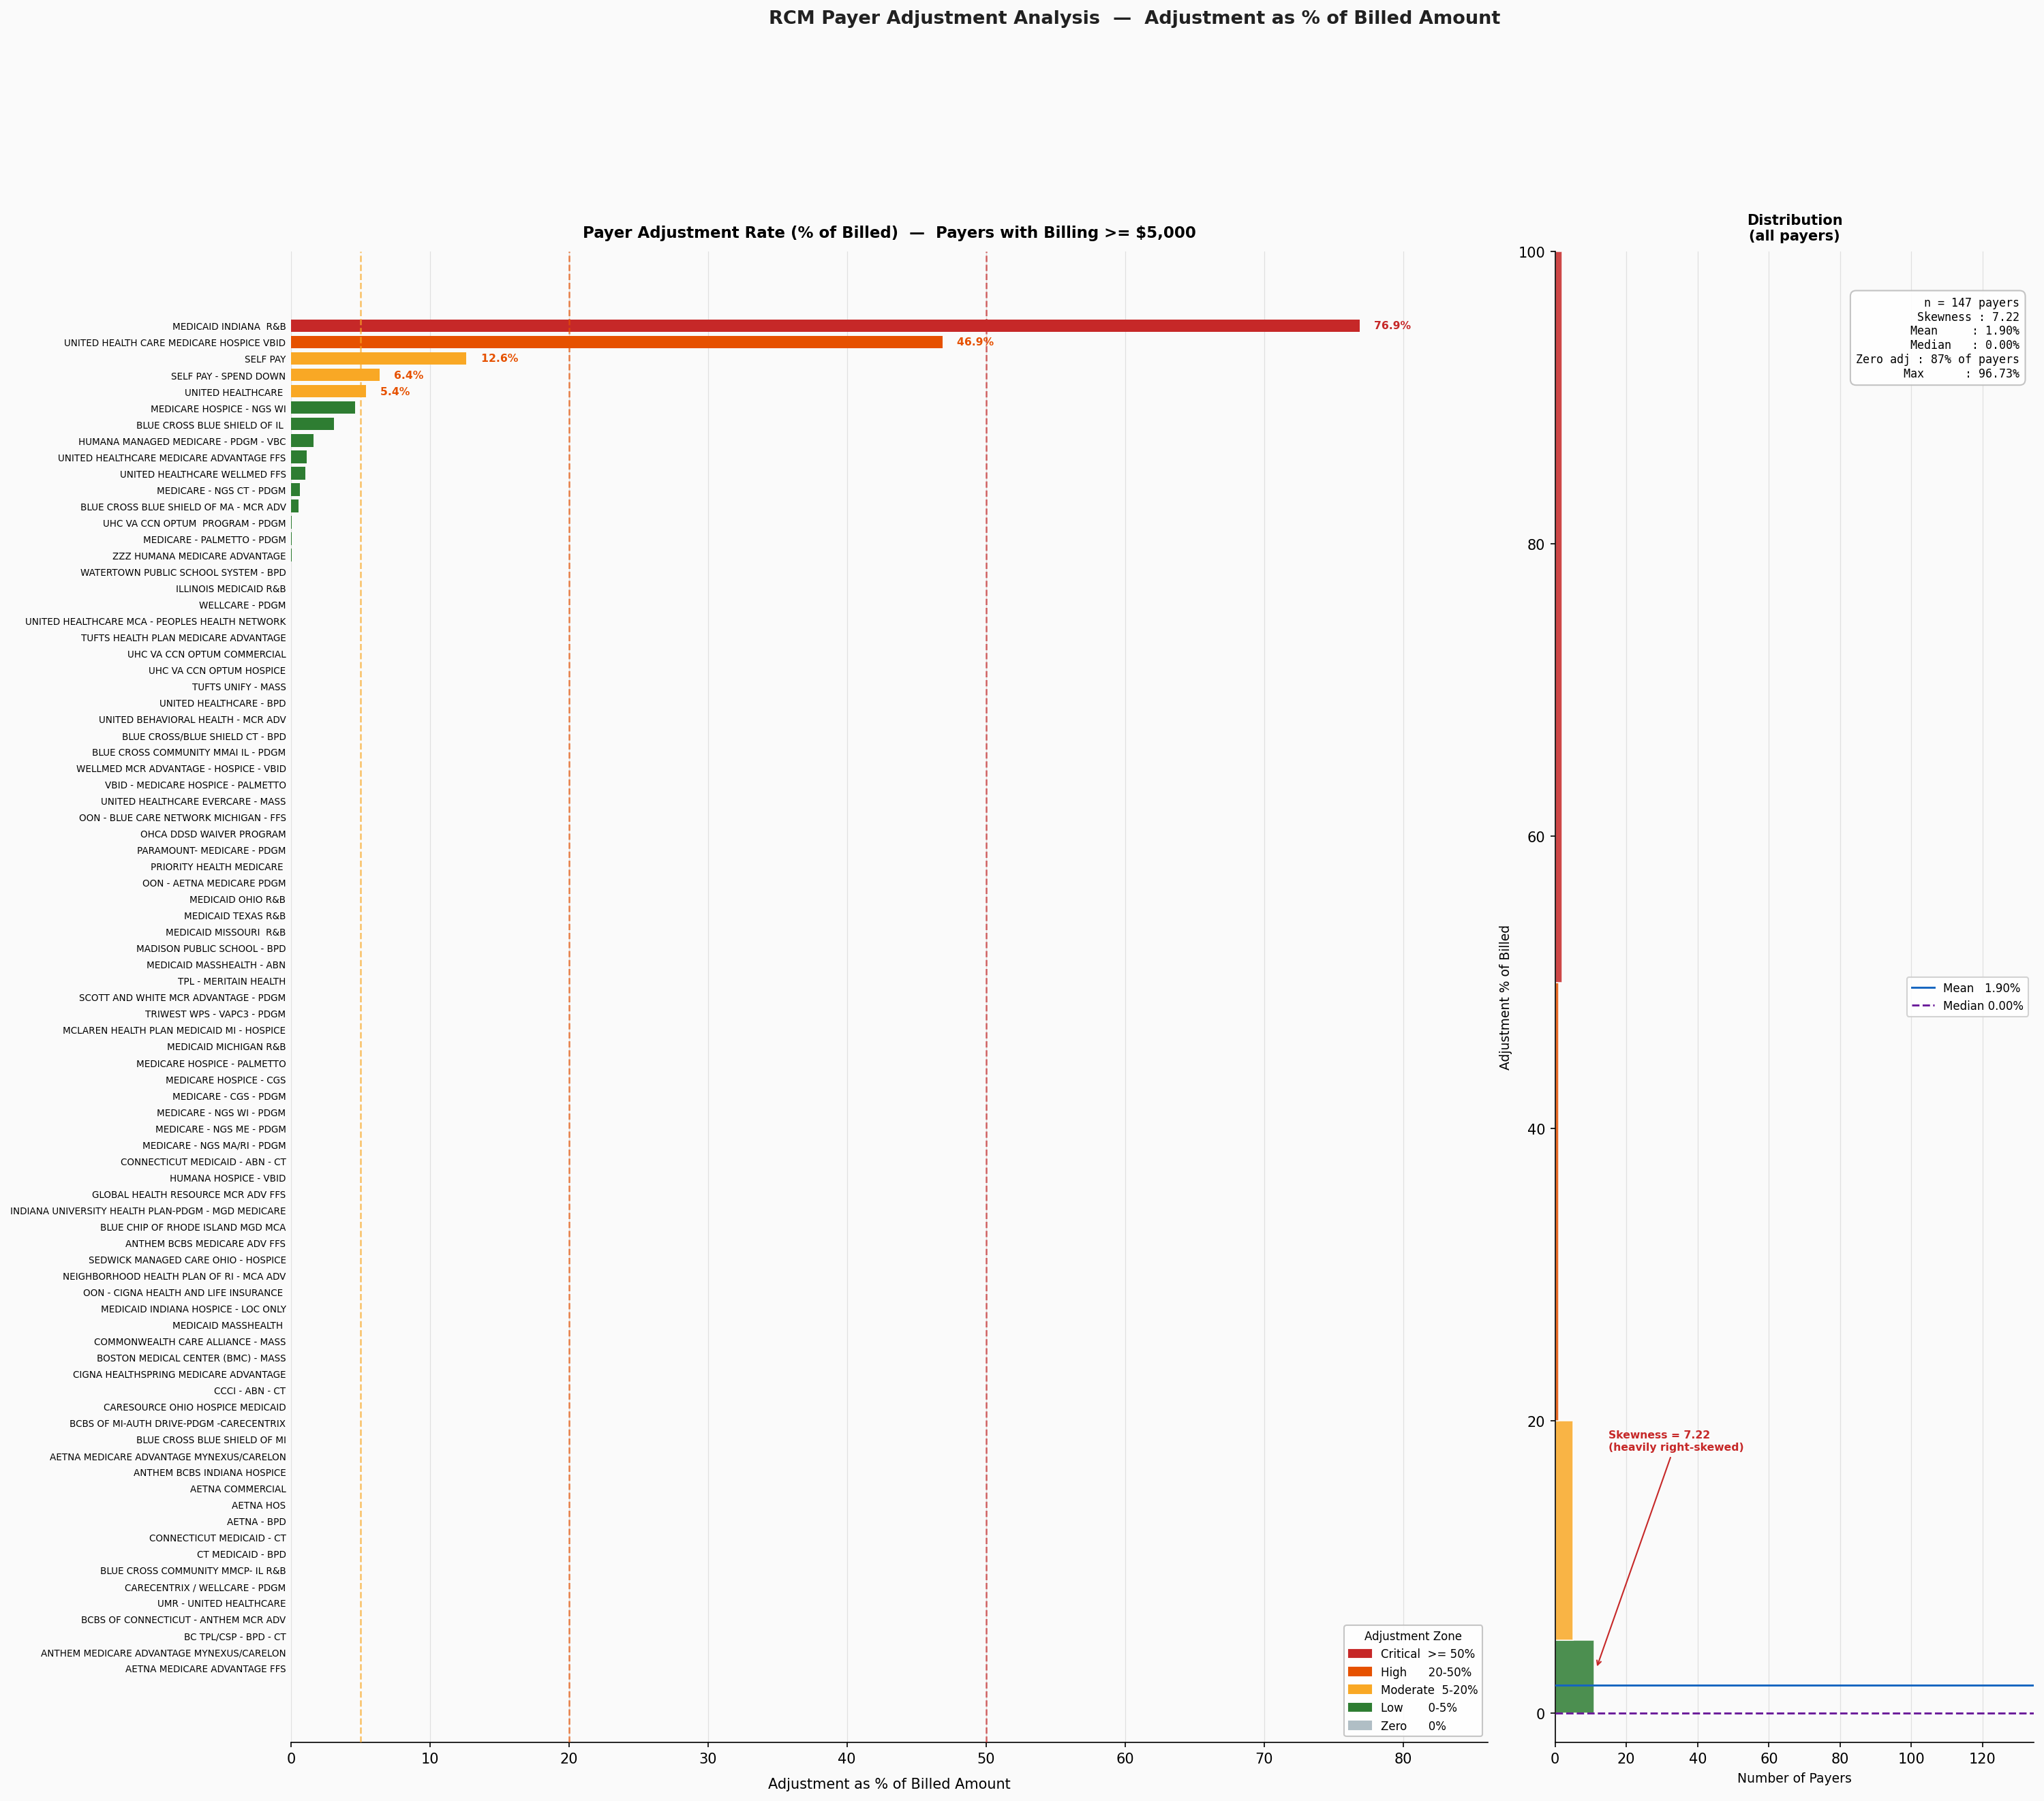 RCM Payer Adjustment Analysis  —  Adjustment as % of Billed Amount
Payer Adjustment Rate (% of Billed)  —  Payers with Billing >= $5,000
MEDICAID INDIANA  R&B
76.9%
UNITED HEALTH CARE MEDICARE HOSPICE VBID
46.9%
SELF PAY
12.6%
SELF PAY - SPEND DOWN
6.4%
UNITED HEALTHCARE
5.4%
MEDICARE HOSPICE - NGS WI
BLUE CROSS BLUE SHIELD OF IL
HUMANA MANAGED MEDICARE - PDGM - VBC
UNITED HEALTHCARE MEDICARE ADVANTAGE FFS
UNITED HEALTHCARE WELLMED FFS
MEDICARE - NGS CT - PDGM
BLUE CROSS BLUE SHIELD OF MA - MCR ADV
UHC VA CCN OPTUM  PROGRAM - PDGM
MEDICARE - PALMETTO - PDGM
ZZZ HUMANA MEDICARE ADVANTAGE
WATERTOWN PUBLIC SCHOOL SYSTEM - BPD
ILLINOIS MEDICAID R&B
WELLCARE - PDGM
UNITED HEALTHCARE MCA - PEOPLES HEALTH NETWORK
TUFTS HEALTH PLAN MEDICARE ADVANTAGE
UHC VA CCN OPTUM COMMERCIAL
UHC VA CCN OPTUM HOSPICE
TUFTS UNIFY - MASS
UNITED HEALTHCARE - BPD
UNITED BEHAVIORAL HEALTH - MCR ADV
BLUE CROSS/BLUE SHIELD CT - BPD
BLUE CROSS COMMUNITY MMAI IL - PDGM
WELLMED MCR ADVANTAGE - HOSPICE - VBID
VBID - MEDICARE HOSPICE - PALMETTO
UNITED HEALTHCARE EVERCARE - MASS
OON - BLUE CARE NETWORK MICHIGAN - FFS
OHCA DDSD WAIVER PROGRAM
PARAMOUNT- MEDICARE - PDGM
PRIORITY HEALTH MEDICARE
OON - AETNA MEDICARE PDGM
MEDICAID OHIO R&B
MEDICAID TEXAS R&B
MEDICAID MISSOURI  R&B
MADISON PUBLIC SCHOOL - BPD
MEDICAID MASSHEALTH - ABN
TPL - MERITAIN HEALTH
SCOTT AND WHITE MCR ADVANTAGE - PDGM
TRIWEST WPS - VAPC3 - PDGM
MCLAREN HEALTH PLAN MEDICAID MI - HOSPICE
MEDICAID MICHIGAN R&B
MEDICARE HOSPICE - PALMETTO
MEDICARE HOSPICE - CGS
MEDICARE - CGS - PDGM
MEDICARE - NGS WI - PDGM
MEDICARE - NGS ME - PDGM
MEDICARE - NGS MA/RI - PDGM
CONNECTICUT MEDICAID - ABN - CT
HUMANA HOSPICE - VBID
GLOBAL HEALTH RESOURCE MCR ADV FFS
INDIANA UNIVERSITY HEALTH PLAN-PDGM - MGD MEDICARE
BLUE CHIP OF RHODE ISLAND MGD MCA
ANTHEM BCBS MEDICARE ADV FFS
SEDWICK MANAGED CARE OHIO - HOSPICE
NEIGHBORHOOD HEALTH PLAN OF RI - MCA ADV
OON - CIGNA HEALTH AND LIFE INSURANCE
MEDICAID INDIANA HOSPICE - LOC ONLY
MEDICAID MASSHEALTH
COMMONWEALTH CARE ALLIANCE - MASS
BOSTON MEDICAL CENTER (BMC) - MASS
CIGNA HEALTHSPRING MEDICARE ADVANTAGE
CCCI - ABN - CT
CARESOURCE OHIO HOSPICE MEDICAID
BCBS OF MI-AUTH DRIVE-PDGM -CARECENTRIX
BLUE CROSS BLUE SHIELD OF MI
AETNA MEDICARE ADVANTAGE MYNEXUS/CARELON
ANTHEM BCBS INDIANA HOSPICE
AETNA COMMERCIAL
AETNA HOS
AETNA - BPD
CONNECTICUT MEDICAID - CT
CT MEDICAID - BPD
BLUE CROSS COMMUNITY MMCP- IL R&B
CARECENTRIX / WELLCARE - PDGM
UMR - UNITED HEALTHCARE
BCBS OF CONNECTICUT - ANTHEM MCR ADV
BC TPL/CSP - BPD - CT
ANTHEM MEDICARE ADVANTAGE MYNEXUS/CARELON
AETNA MEDICARE ADVANTAGE FFS
0 10 20 30 40 50 60 70 80
Adjustment as % of Billed Amount
Adjustment Zone
Critical  >= 50%
High      20-50%
Moderate  5-20%
Low       0-5%
Zero      0%
Distribution
(all payers)
n = 147 payers
Skewness : 7.22
Mean     : 1.90%
Median   : 0.00%
Zero adj : 87% of payers
Max      : 96.73%
Mean   1.90%
Median 0.00%
Skewness = 7.22
(heavily right-skewed)
Adjustment % of Billed
100
80
60
40
20
0
0 20 40 60 80 100 120
Number of Payers